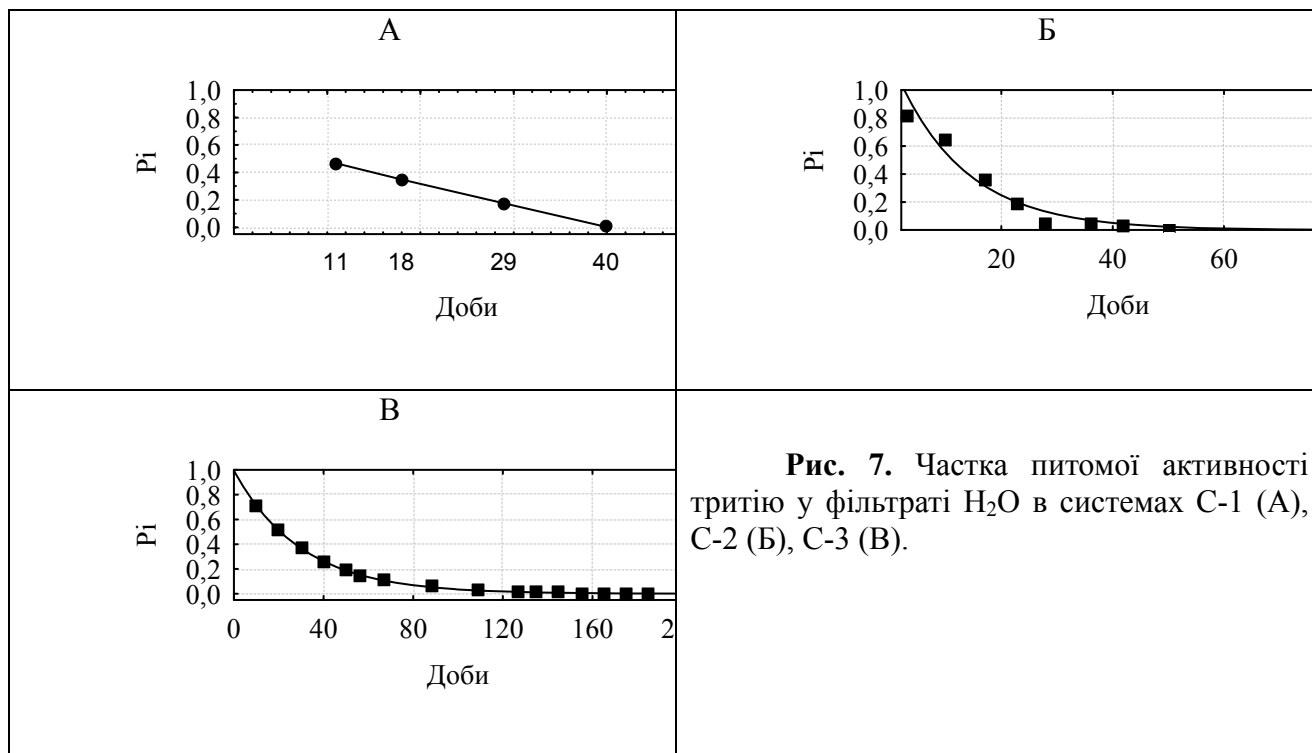 А
Pi
1,0
0,8
0,6
0,4
0,2
0,0
11 18 29 40
Доби
Б
Pi
1,0
0,8
0,6
0,4
0,2
0,0
20 40 60
Доби
В
Pi
1,0
0,8
0,6
0,4
0,2
0,0
0 40 80 120 160 2
Доби
Рис. 7. Частка питомої активності
тритію у фільтраті H₂O в системах С-1 (А),
С-2 (Б), С-3 (В).